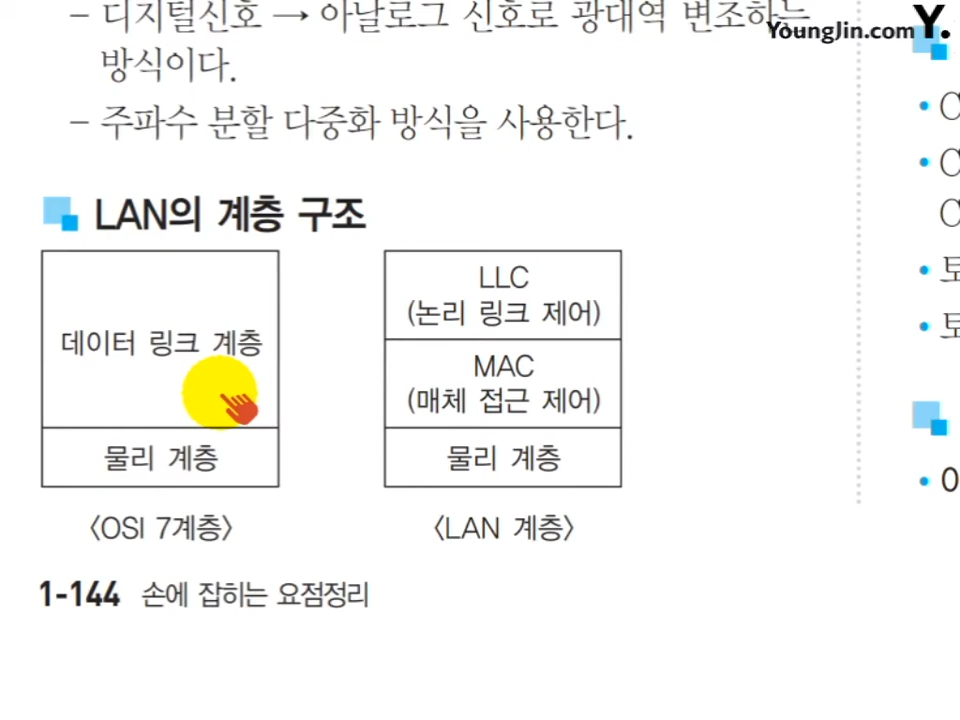 – 디지털신호 → 아날로그 신호로 광대역 변조하는
YoungJin.com Y.
방식이다.
– 주파수 분할 다중화 방식을 사용한다.
LAN의 계층 구조
데이터 링크 계층
물리 계층
〈OSI 7계층〉
LLC
(논리 링크 제어)
MAC
(매체 접근 제어)
물리 계층
〈LAN 계층〉
1-144 손에 잡히는 요점정리
• C
• C
C
• 토
• 토